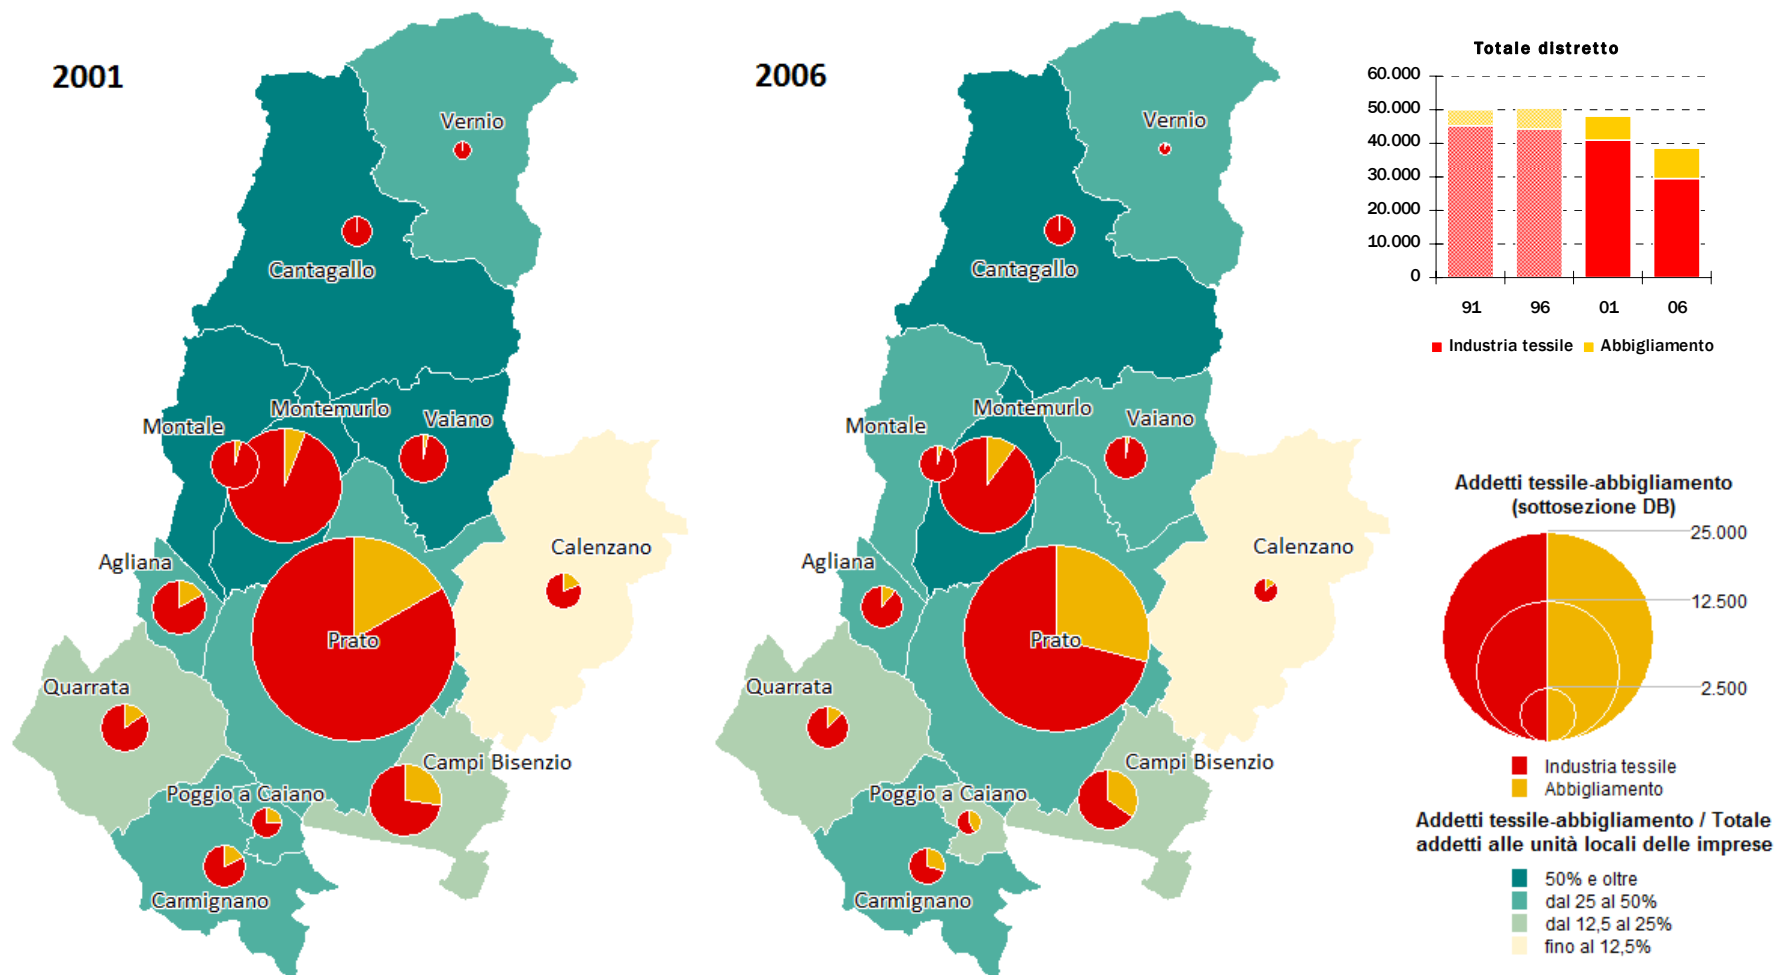 2001
Vernio
Cantagallo
Montemurlo
Montale
Vaiano
Agliana
Calenzano
Prato
Quarrata
Campi Bisenzio
Poggio a Caiano
Carmignano
2006
Vernio
Cantagallo
Montemurlo
Montale
Vaiano
Agliana
Calenzano
Prato
Quarrata
Campi Bisenzio
Poggio a Caiano
Carmignano
Totale distretto
60.000
50.000
40.000
30.000
20.000
10.000
0
91 96 01 06
Industria tessile Abbigliamento
Addetti tessile-abbigliamento
(sottosezione DB)
25.000
12.500
2.500
Industria tessile
Abbigliamento
Addetti tessile-abbigliamento / Totale
addetti alle unità locali delle imprese
50% e oltre
dal 25 al 50%
dal 12,5 al 25%
fino al 12,5%